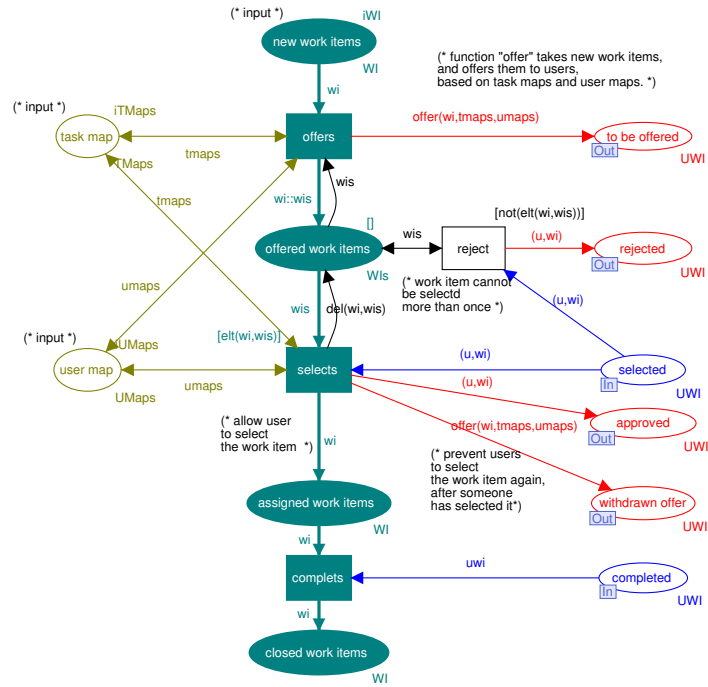 (* input *)
iWI
new work items
WI
wi
(* function "offer" takes new work items,
and offers them to users,
based on task maps and user maps. *)
(* input *)
iTMaps
task map
TMaps
tmaps
offers
offer(wi,tmaps,umaps)
to be offered
Out
UWI
tmaps
wi::wis
wis
[]
offered work items
WIs
wis
reject
[not(elt(wi,wis))]
(u,wi)
rejected
Out
UWI
(* work item cannot
be selectd
more than once *)
(u,wi)
umaps
wis
del(wi,wis)
(* input *)
UMaps
user map
UMaps
umaps
[elt(wi,wis)]
selects
(u,wi)
selected
In
UWI
(u,wi)
approved
Out
UWI
(* allow user
to select
the work item  *)
wi
offer(wi,tmaps,umaps)
(* prevent users
to select
the work item again,
after someone
has selected it*)
withdrawn offer
Out
UWI
assigned work items
WI
wi
complets
uwi
completed
In
UWI
wi
closed work items
WI